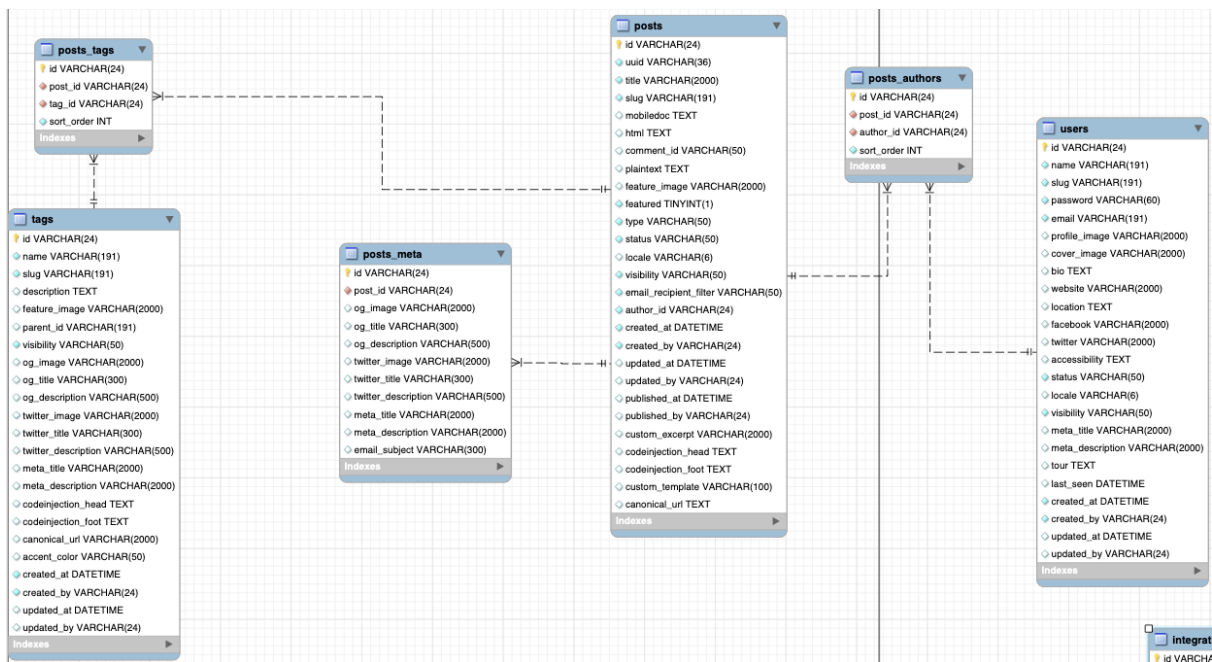 posts_tags
id VARCHAR(24)
post_id VARCHAR(24)
tag_id VARCHAR(24)
sort_order INT
Indexes
tags
id VARCHAR(24)
name VARCHAR(191)
slug VARCHAR(191)
description TEXT
feature_image VARCHAR(2000)
parent_id VARCHAR(191)
visibility VARCHAR(50)
og_image VARCHAR(2000)
og_title VARCHAR(300)
og_description VARCHAR(500)
twitter_image VARCHAR(2000)
twitter_title VARCHAR(300)
twitter_description VARCHAR(500)
meta_title VARCHAR(2000)
meta_description VARCHAR(2000)
codeinjection_head TEXT
codeinjection_foot TEXT
canonical_url VARCHAR(2000)
accent_color VARCHAR(50)
created_at DATETIME
created_by VARCHAR(24)
updated_at DATETIME
updated_by VARCHAR(24)
Indexes
posts_meta
id VARCHAR(24)
post_id VARCHAR(24)
og_image VARCHAR(2000)
og_title VARCHAR(300)
og_description VARCHAR(500)
twitter_image VARCHAR(2000)
twitter_title VARCHAR(300)
twitter_description VARCHAR(500)
meta_title VARCHAR(2000)
meta_description VARCHAR(2000)
email_subject VARCHAR(300)
Indexes
posts
id VARCHAR(24)
uuid VARCHAR(36)
title VARCHAR(2000)
slug VARCHAR(191)
mobiledoc TEXT
html TEXT
comment_id VARCHAR(50)
plaintext TEXT
feature_image VARCHAR(2000)
featured TINYINT(1)
type VARCHAR(50)
status VARCHAR(50)
locale VARCHAR(6)
visibility VARCHAR(50)
email_recipient_filter VARCHAR(50)
author_id VARCHAR(24)
created_at DATETIME
created_by VARCHAR(24)
updated_at DATETIME
updated_by VARCHAR(24)
published_at DATETIME
published_by VARCHAR(24)
custom_excerpt VARCHAR(2000)
codeinjection_head TEXT
codeinjection_foot TEXT
custom_template VARCHAR(100)
canonical_url TEXT
Indexes
posts_authors
id VARCHAR(24)
post_id VARCHAR(24)
author_id VARCHAR(24)
sort_order INT
Indexes
users
id VARCHAR(24)
name VARCHAR(191)
slug VARCHAR(191)
password VARCHAR(60)
email VARCHAR(191)
profile_image VARCHAR(2000)
cover_image VARCHAR(2000)
bio TEXT
website VARCHAR(2000)
location TEXT
facebook VARCHAR(2000)
twitter VARCHAR(2000)
accessibility TEXT
status VARCHAR(50)
locale VARCHAR(6)
visibility VARCHAR(50)
meta_title VARCHAR(2000)
meta_description VARCHAR(2000)
tour TEXT
last_seen DATETIME
created_at DATETIME
created_by VARCHAR(24)
updated_at DATETIME
updated_by VARCHAR(24)
Indexes
integrat
id VARCHA